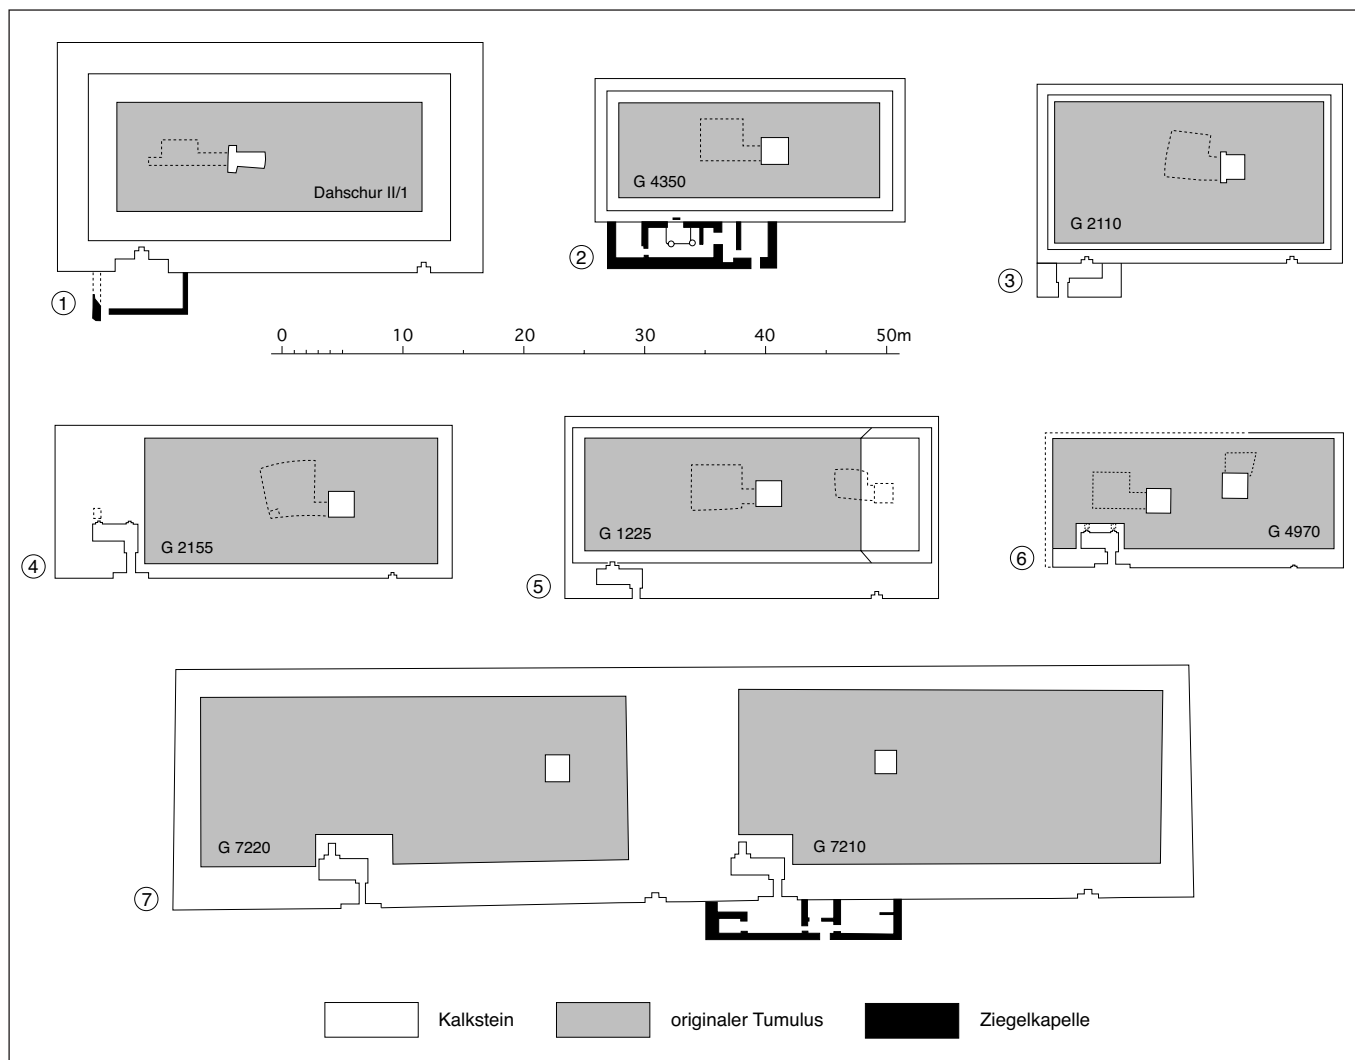 Dahschur II/1
1
G 4350
2
G 2110
3
0 10 20 30 40 50m
G 2155
4
G 1225
5
G 4970
6
G 7220
G 7210
7
Kalkstein
originaler Tumulus
Ziegelkapelle